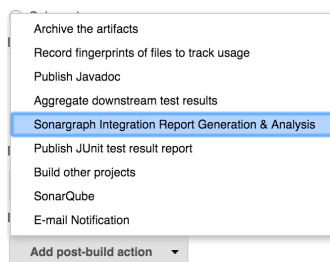 Archive the artifacts
Record fingerprints of files to track usage
Publish Javadoc
Aggregate downstream test results
Sonargraph Integration Report Generation & Analysis
Publish JUnit test result report
Build other projects
SonarQube
E-mail Notification
Add post-build action